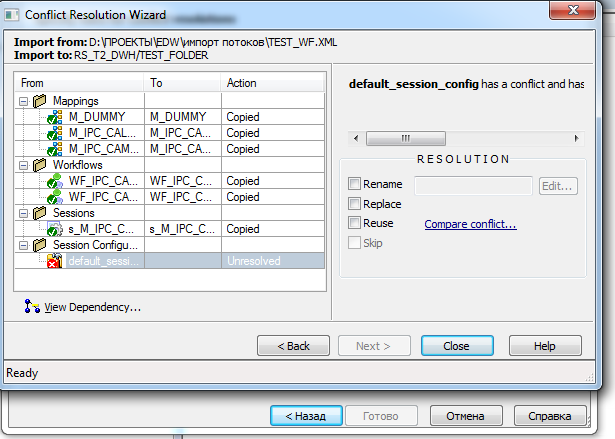 Conflict Resolution Wizard
Import from: D:\ПРОЕКТЫ\EDW\импорт потоков\TEST_WF.XML
Import to: RS_T2_DWH/TEST_FOLDER
From To Action
Mappings
M_DUMMY M_DUMMY Copied
M_IPC_CAL... M_IPC_CA... Copied
M_IPC_CAM... M_IPC_CA... Copied
Workflows
WF_IPC_CA... WF_IPC_C... Copied
WF_IPC_CA... WF_IPC_C... Copied
Sessions
s_M_IPC_C... s_M_IPC_C... Copied
Session Configu...
default_sessi... Unresolved
View Dependency...
default_session_config has a conflict and has
RESOLUTION
Rename Edit...
Replace
Reuse Compare conflict...
Skip
< Back Next > Close Help
Ready
< Назад Готово Отмена Справка